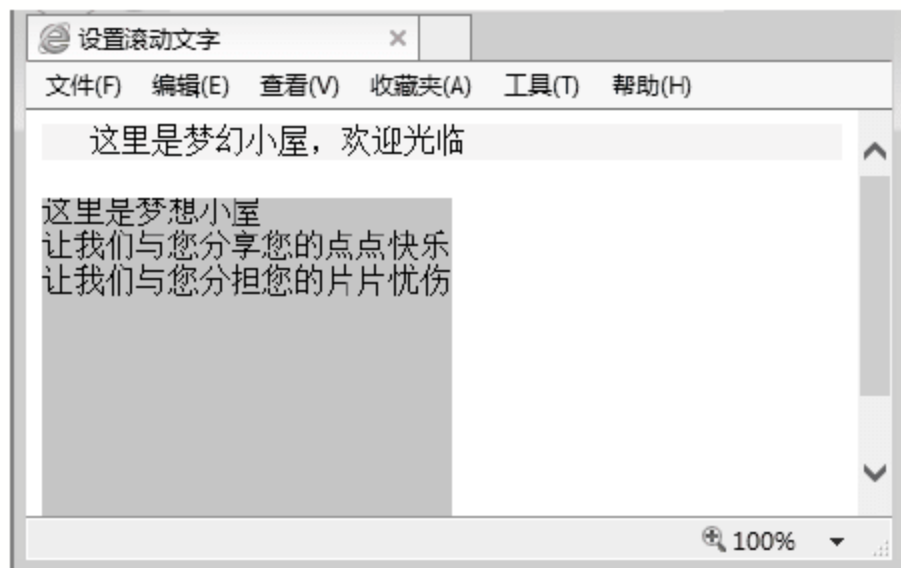 设置滚动文字
文件(F) 编辑(E) 查看(V) 收藏夹(A) 工具(T) 帮助(H)
这里是梦幻小屋，欢迎光临
这里是梦想小屋
让我们与您分享您的点点快乐
让我们与您分担您的片片忧伤
100%